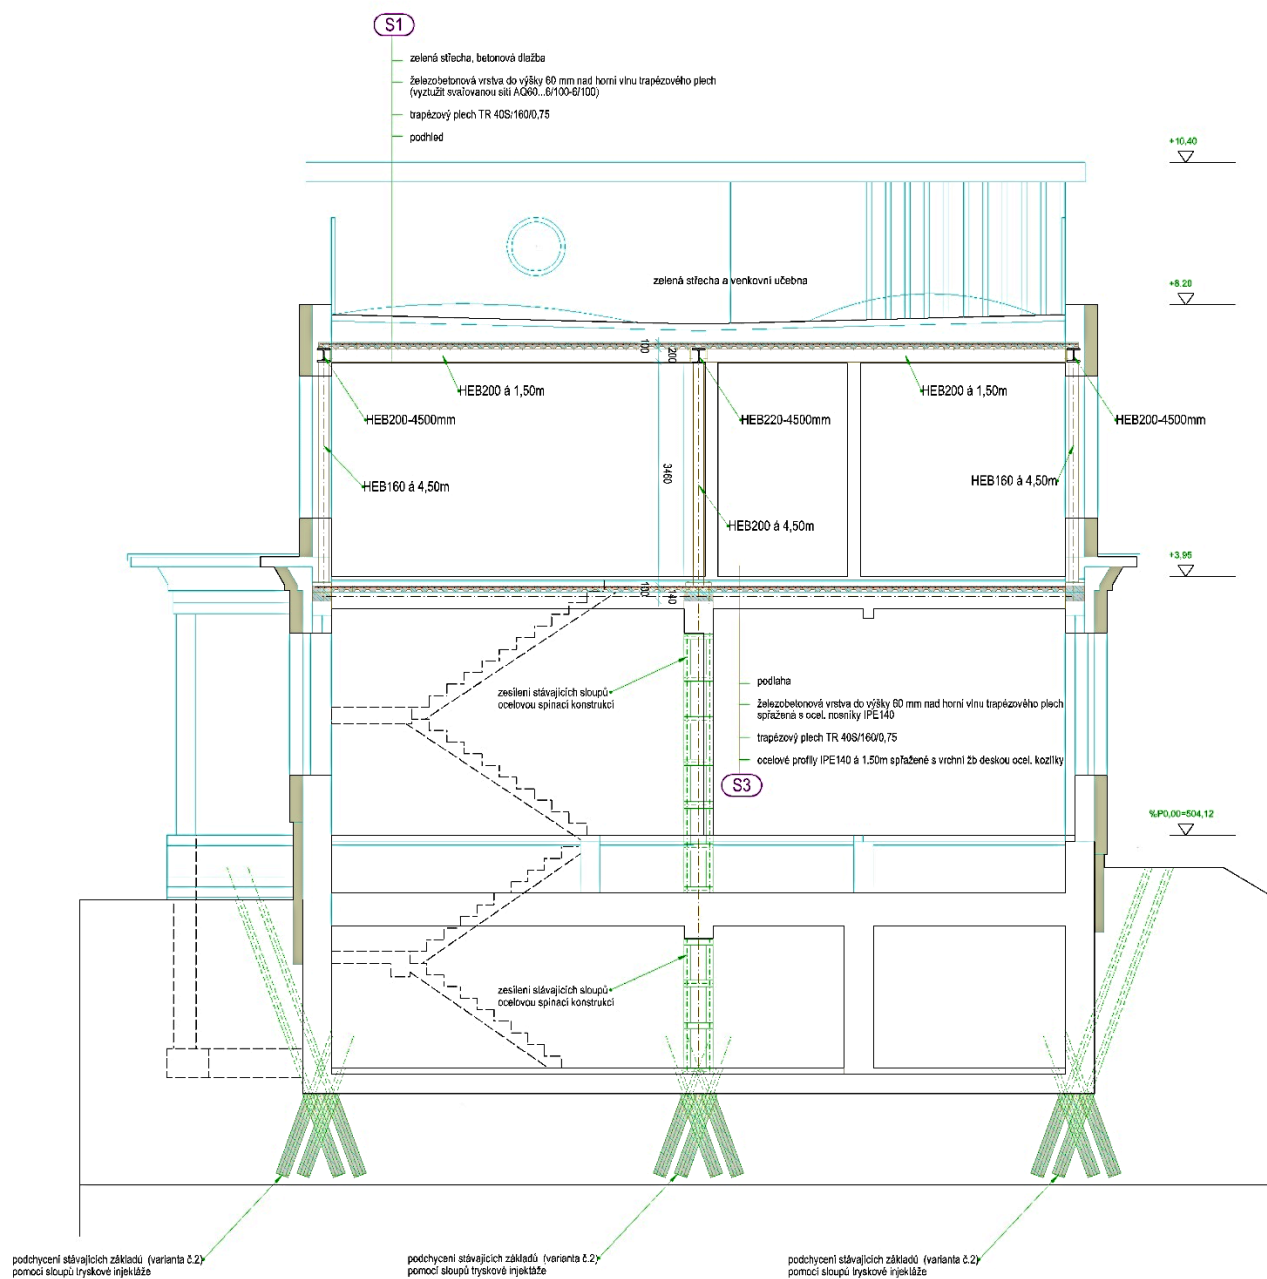 S1
zelená střecha, betonová dlažba
železobetonová vrstva do výšky 60 mm nad horní vlnu trapézového plech
(vyztužit svařovanou sítí AQ60...6/100-6/100)
trapézový plech TR 40S/160/0,75
podhled
+10,40
zelená střecha a venkovní učebna
+8.20
100
200
HEB200 á 1,50m
HEB200 á 1,50m
HEB200-4500mm
HEB220-4500mm
HEB200-4500mm
3460
HEB160 á 4,50m
HEB160 á 4,50m
HEB200 á 4,50m
+3,95
100
140
zesílení stávajících sloupů
ocelovou spínací konstrukcí
podlaha
železobetonová vrstva do výšky 60 mm nad horní vlnu trapézového plech
spřažená s ocel. nosníky IPE140
trapézový plech TR 40S/160/0,75
ocelové profily IPE140 á 1.50m spřažené s vrchní žb deskou ocel. kozlíky
S3
%P0,00=504,12
zesílení stávajících sloupů
ocelovou spínací konstrukcí
podchycení stávajících základů (varianta č.2)
pomocí sloupů tryskové injektáže
podchycení stávajících základů (varianta č.2)
pomocí sloupů tryskové injektáže
podchycení stávajících základů (varianta č.2)
pomocí sloupů tryskové injektáže